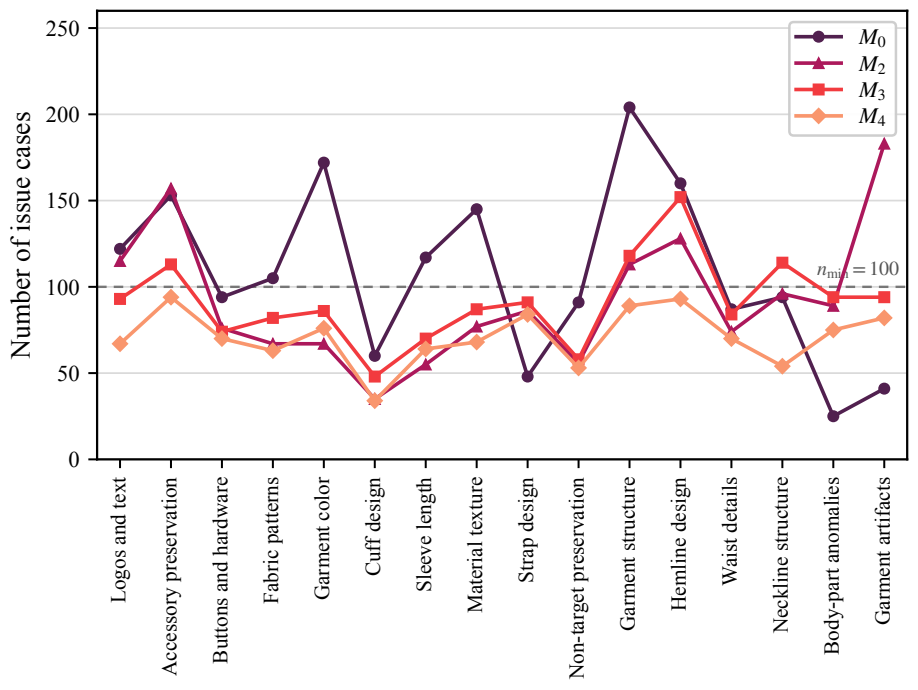 Number of issue cases
250
200
150
100
50
0
M₀
M₂
M₃
M₄
n_min = 100
Logos and text
Accessory preservation
Buttons and hardware
Fabric patterns
Garment color
Cuff design
Sleeve length
Material texture
Strap design
Non-target preservation
Garment structure
Hemline design
Waist details
Neckline structure
Body-part anomalies
Garment artifacts